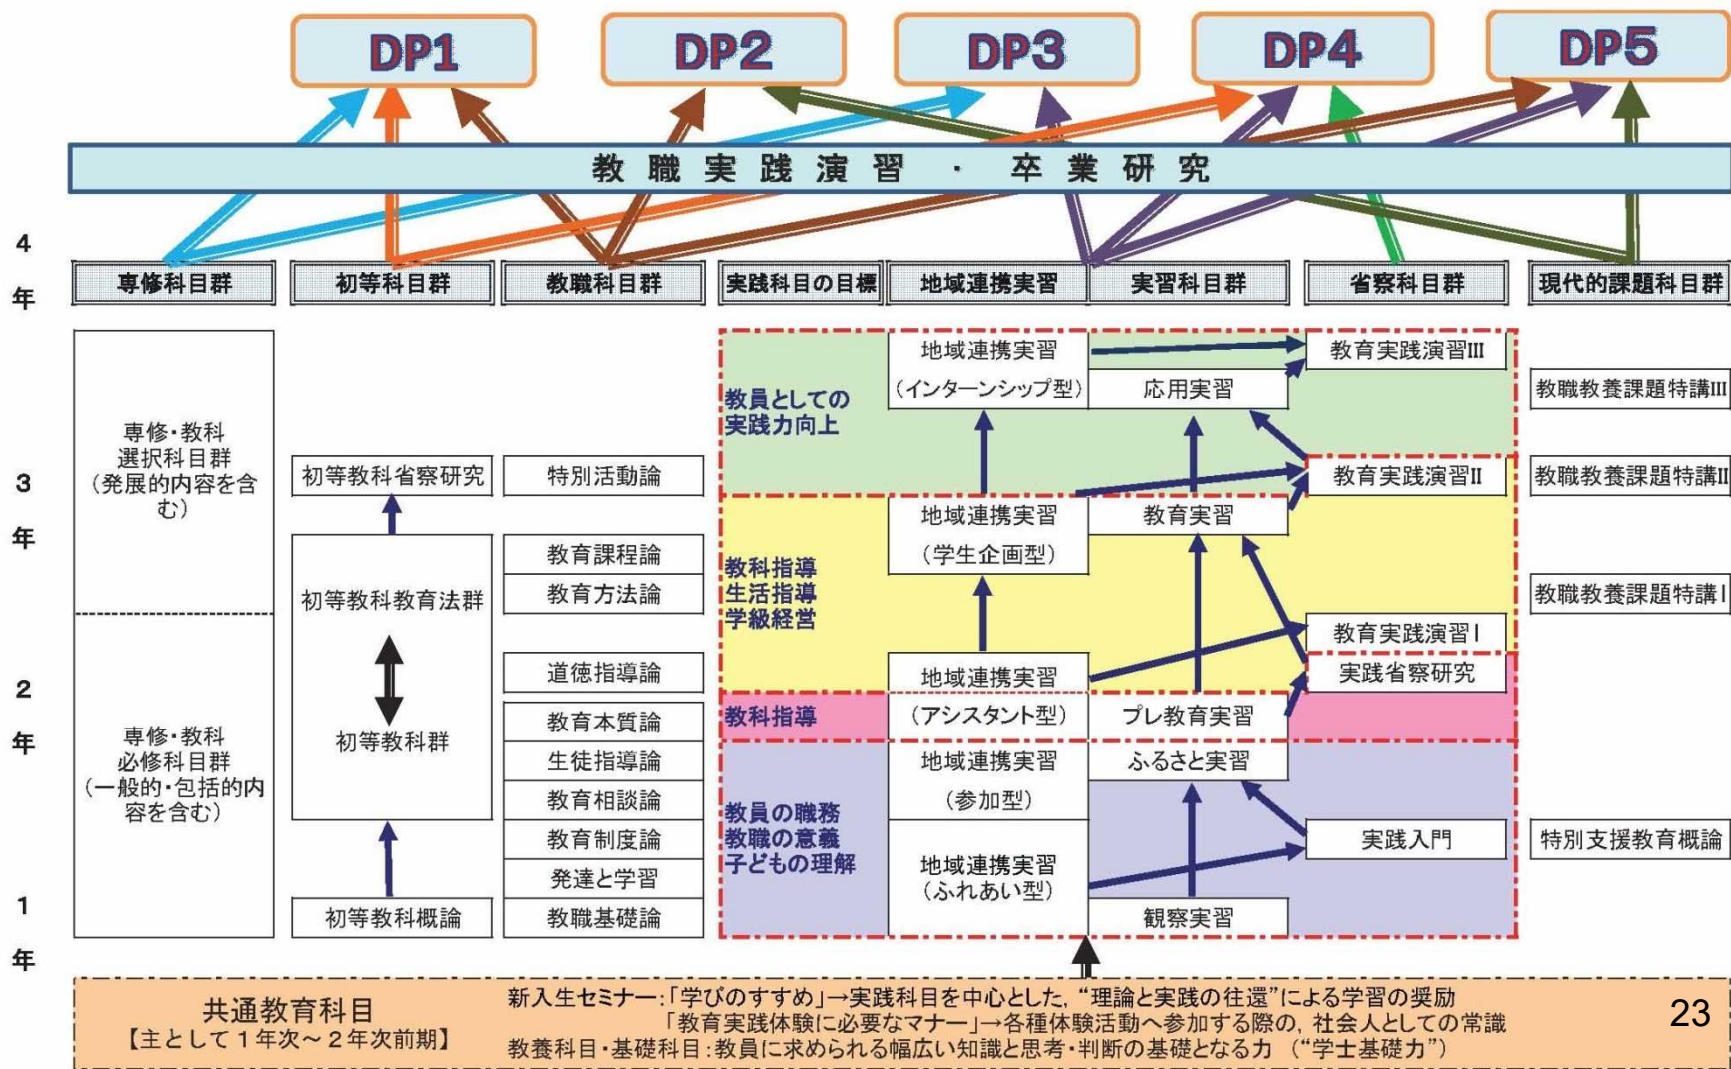 DP1
DP2
DP3
DP4
DP5
教職実践演習 ・ 卒業研究
4
年
専修科目群
初等科目群
教職科目群
実践科目の目標
地域連携実習
実習科目群
省察科目群
現代的課題科目群
3
年
2
年
1
年
専修・教科
選択科目群
(発展的内容を含
む)
専修・教科
必修科目群
(一般的・包括的内
容を含む)
初等教科省察研究
初等教科教育法群
初等教科群
初等教科概論
特別活動論
教育課程論
教育方法論
道徳指導論
教育本質論
生徒指導論
教育相談論
教育制度論
発達と学習
教職基礎論
教員としての
実践力向上
教科指導
生活指導
学級経営
教科指導
教員の職務
教職の意義
子どもの理解
地域連携実習
(インターンシップ型)
地域連携実習
(学生企画型)
地域連携実習
(アシスタント型)
地域連携実習
(参加型)
地域連携実習
(ふれあい型)
応用実習
教育実習
プレ教育実習
ふるさと実習
観察実習
教育実践演習III
教育実践演習II
教育実践演習I
実践省察研究
実践入門
教職教養課題特講III
教職教養課題特講II
教職教養課題特講I
特別支援教育概論
共通教育科目
【主として１年次～２年次前期】
新入生セミナー：「学びのすすめ」→実践科目を中心とした，“理論と実践の往還”による学習の奨励
「教育実践体験に必要なマナー」→各種体験活動へ参加する際の，社会人としての常識
教養科目・基礎科目：教員に求められる幅広い知識と思考・判断の基礎となる力 （“学士基礎力”）
23